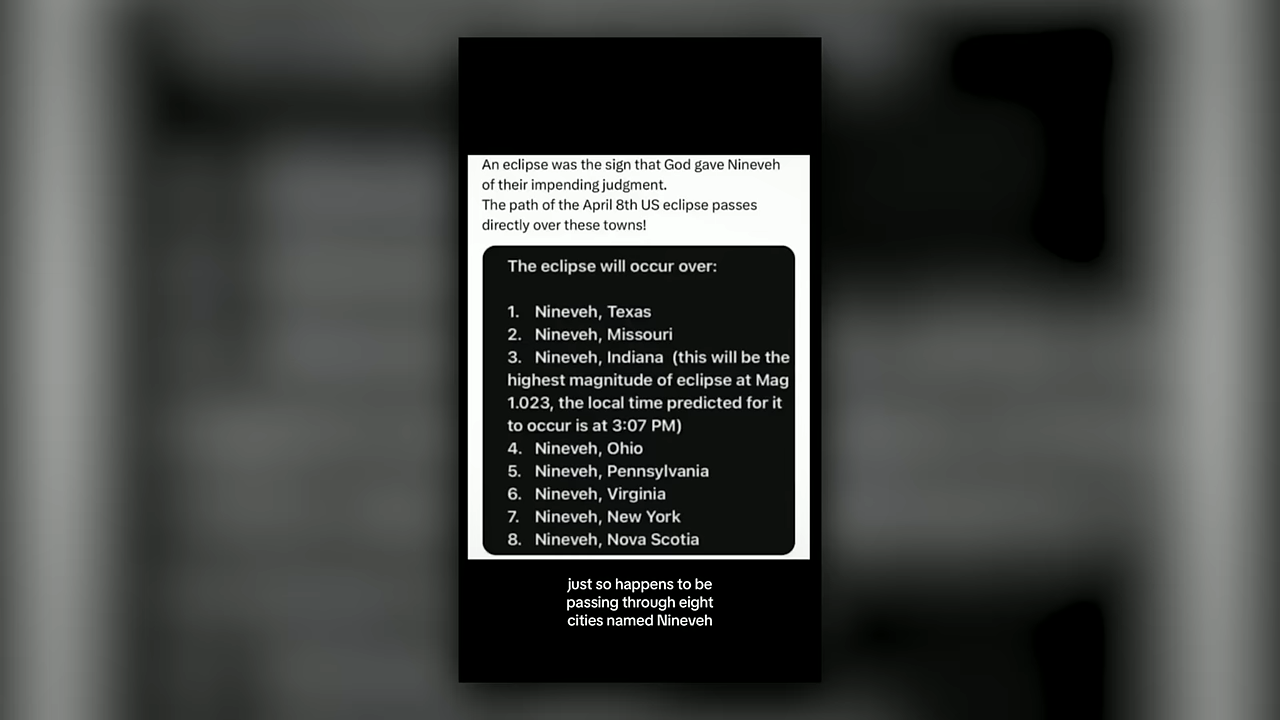 An eclipse was the sign that God gave Nineveh
of their impending judgment.
The path of the April 8th US eclipse passes
directly over these towns!
The eclipse will occur over:
1. Nineveh, Texas
2. Nineveh, Missouri
3. Nineveh, Indiana (this will be the
highest magnitude of eclipse at Mag
1.023, the local time predicted for it
to occur is at 3:07 PM)
4. Nineveh, Ohio
5. Nineveh, Pennsylvania
6. Nineveh, Virginia
7. Nineveh, New York
8. Nineveh, Nova Scotia
just so happens to be
passing through eight
cities named Nineveh